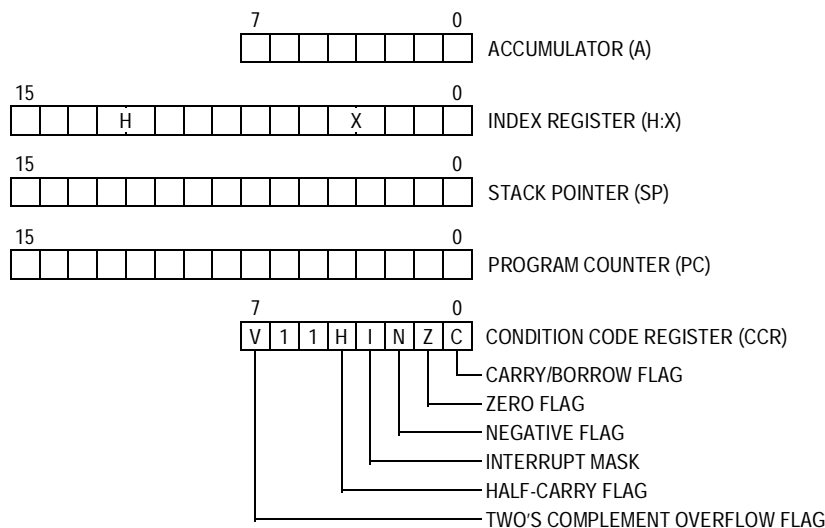 7 0
ACCUMULATOR (A)
15 0
H X INDEX REGISTER (H:X)
15 0
STACK POINTER (SP)
15 0
PROGRAM COUNTER (PC)
7 0
V 1 1 H I N Z C CONDITION CODE REGISTER (CCR)
CARRY/BORROW FLAG
ZERO FLAG
NEGATIVE FLAG
INTERRUPT MASK
HALF-CARRY FLAG
TWO'S COMPLEMENT OVERFLOW FLAG